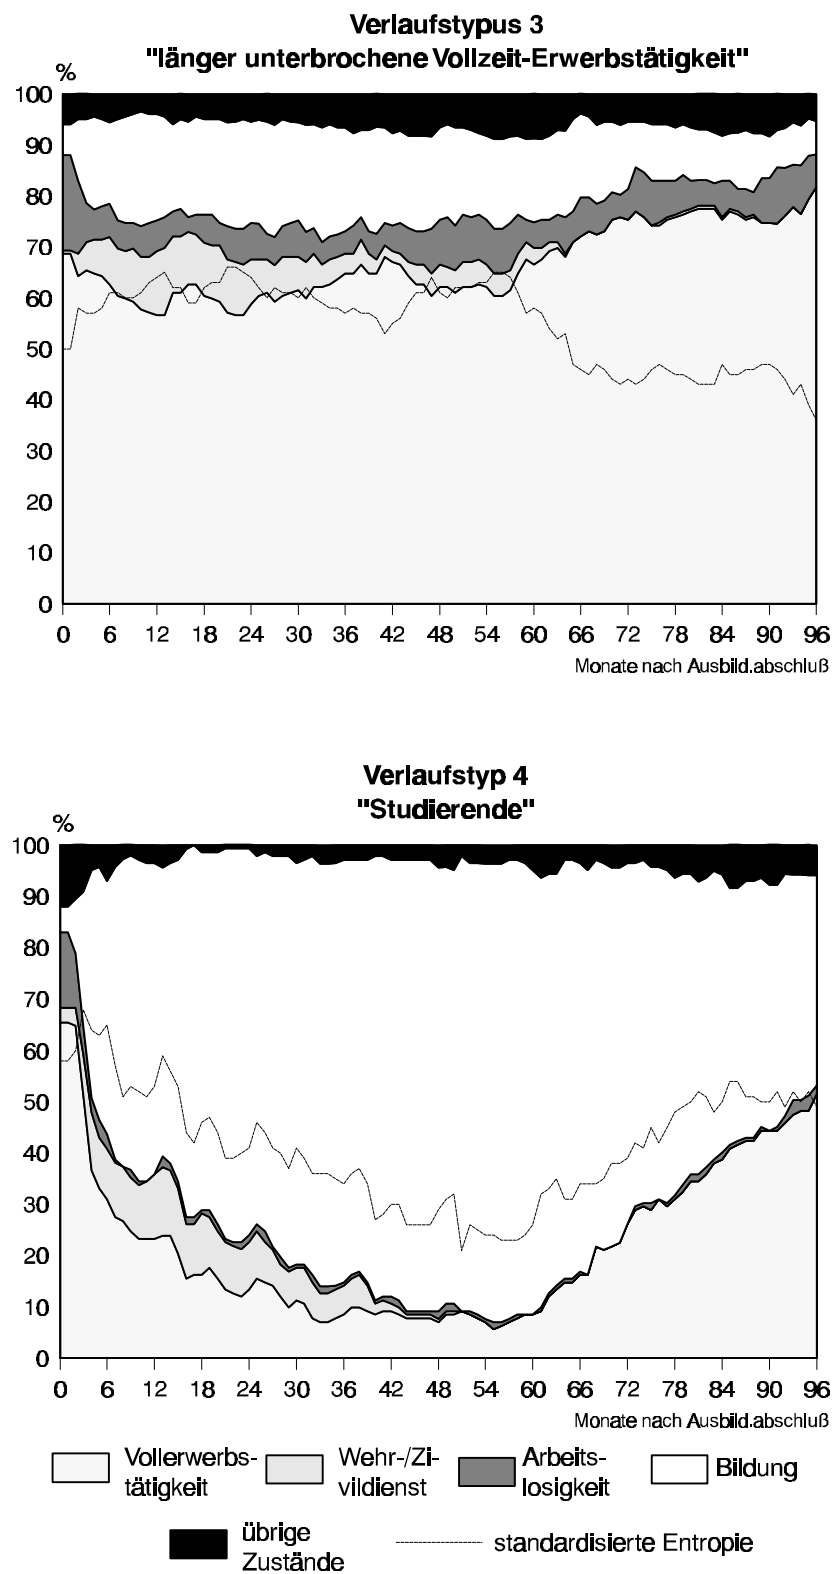 Verlaufstypus 3
"länger unterbrochene Vollzeit-Erwerbstätigkeit"
%
100
90
80
70
60
50
40
30
20
10
0
0 6 12 18 24 30 36 42 48 54 60 66 72 78 84 90 96
Monate nach Ausbild.abschluß
Verlaufstyp 4
"Studierende"
%
100
90
80
70
60
50
40
30
20
10
0
0 6 12 18 24 30 36 42 48 54 60 66 72 78 84 90 96
Monate nach Ausbild.abschluß
Vollerwerbs- Wehr-/Zi- Arbeits- Bildung
tätigkeit vildienst losigkeit
übrige standardisierte Entropie
Zustände